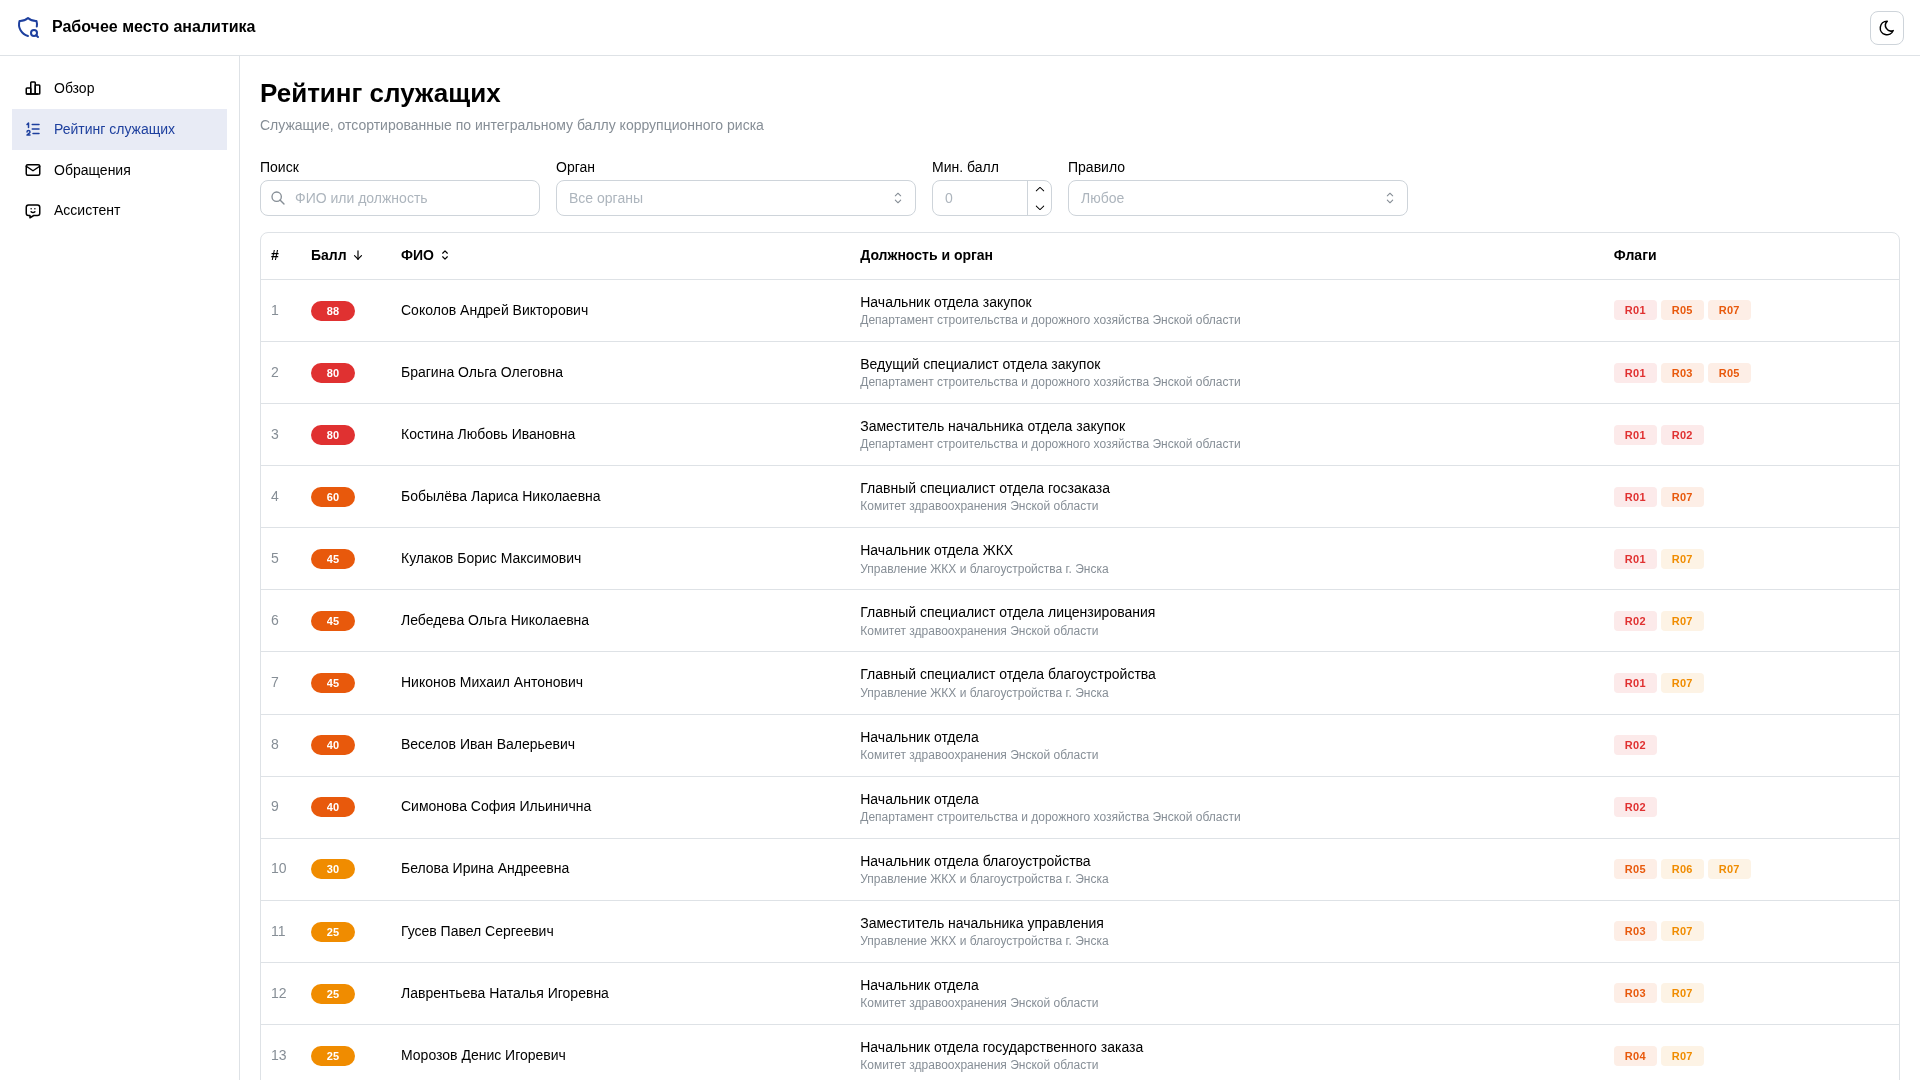 Рабочее место аналитика
Обзор
Рейтинг служащих
Обращения
Ассистент
Рейтинг служащих
Служащие, отсортированные по интегральному баллу коррупционного риска
Поиск Орган Мин. балл Правило
ФИО или должность Все органы 0 Любое
# Балл ФИО Должность и орган Флаги
1 88 Соколов Андрей Викторович Начальник отдела закупок R01 R05 R07
Департамент строительства и дорожного хозяйства Энской области
2 80 Брагина Ольга Олеговна Ведущий специалист отдела закупок R01 R03 R05
Департамент строительства и дорожного хозяйства Энской области
3 80 Костина Любовь Ивановна Заместитель начальника отдела закупок R01 R02
Департамент строительства и дорожного хозяйства Энской области
4 60 Бобылёва Лариса Николаевна Главный специалист отдела госзаказа R01 R07
Комитет здравоохранения Энской области
5 45 Кулаков Борис Максимович Начальник отдела ЖКХ R01 R07
Управление ЖКХ и благоустройства г. Энска
6 45 Лебедева Ольга Николаевна Главный специалист отдела лицензирования R02 R07
Комитет здравоохранения Энской области
7 45 Никонов Михаил Антонович Главный специалист отдела благоустройства R01 R07
Управление ЖКХ и благоустройства г. Энска
8 40 Веселов Иван Валерьевич Начальник отдела R02
Комитет здравоохранения Энской области
9 40 Симонова София Ильинична Начальник отдела R02
Департамент строительства и дорожного хозяйства Энской области
10 30 Белова Ирина Андреевна Начальник отдела благоустройства R05 R06 R07
Управление ЖКХ и благоустройства г. Энска
11 25 Гусев Павел Сергеевич Заместитель начальника управления R03 R07
Управление ЖКХ и благоустройства г. Энска
12 25 Лаврентьева Наталья Игоревна Начальник отдела R03 R07
Комитет здравоохранения Энской области
13 25 Морозов Денис Игоревич Начальник отдела государственного заказа R04 R07
Комитет здравоохранения Энской области